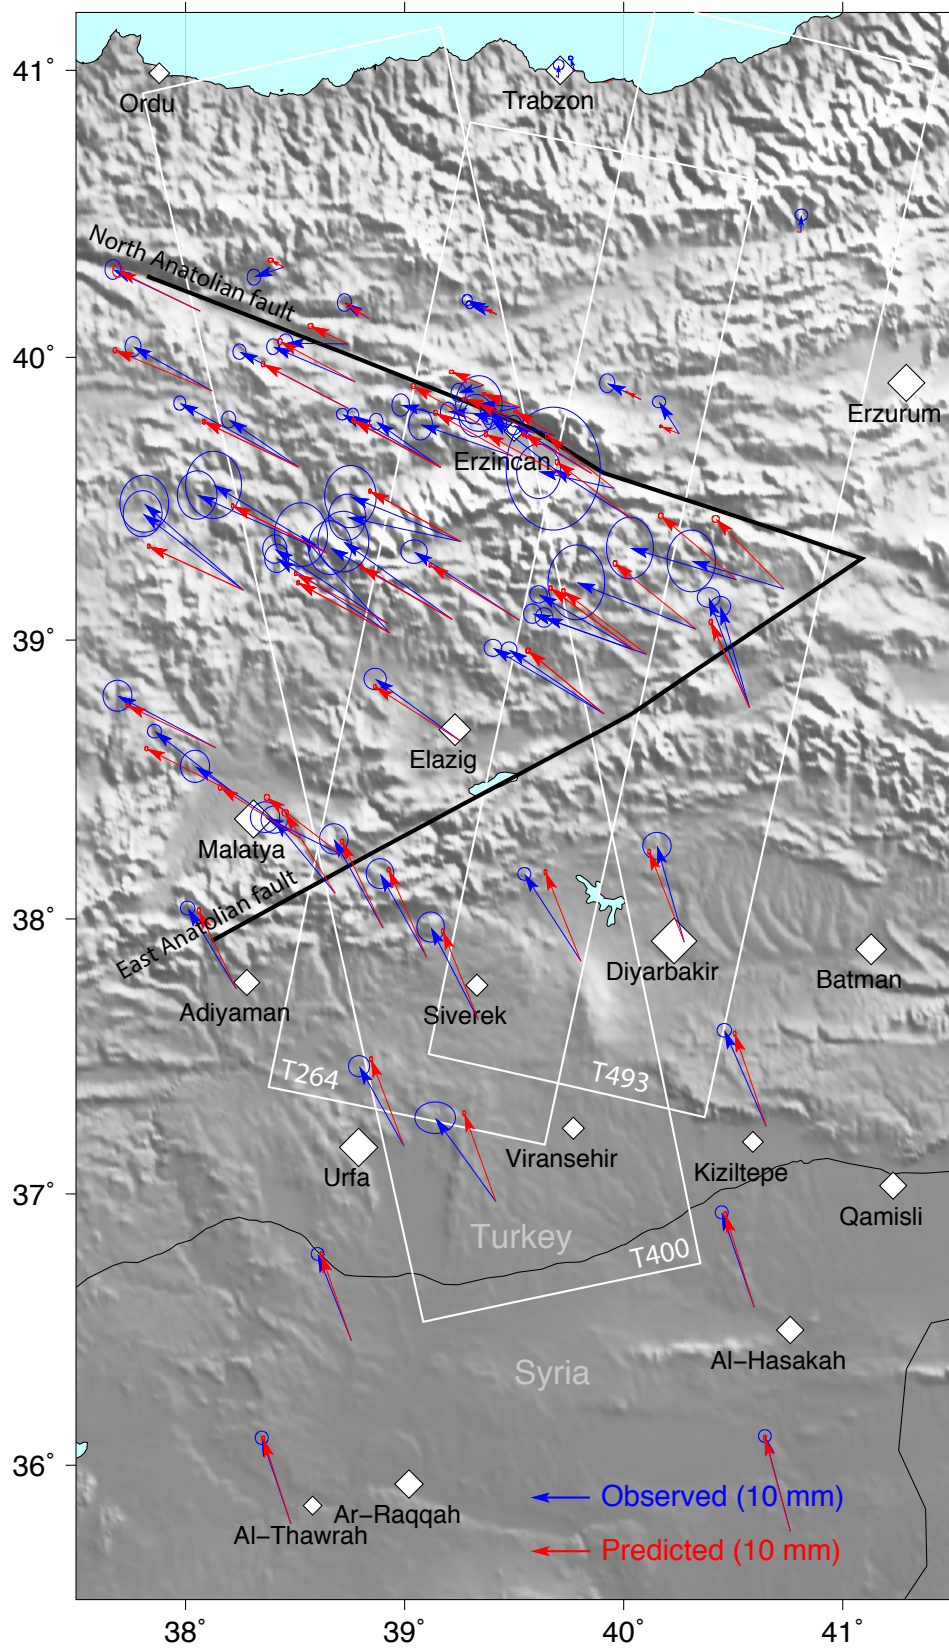 41°
Ordu
Trabzon
North Anatolian fault
40°
Erzurum
Erzincan
39°
Elazig
Malatya
38°
East Anatolian fault
Diyarbakir
Batman
Adiyaman
Siverek
T264
T493
Viransehir
Kiziltepe
Urfa
37°
Qamisli
Turkey
T400
Al-Hasakah
Syria
36°
Observed (10 mm)
Ar-Raqqah
Al-Thawrah
Predicted (10 mm)
38° 39° 40° 41°